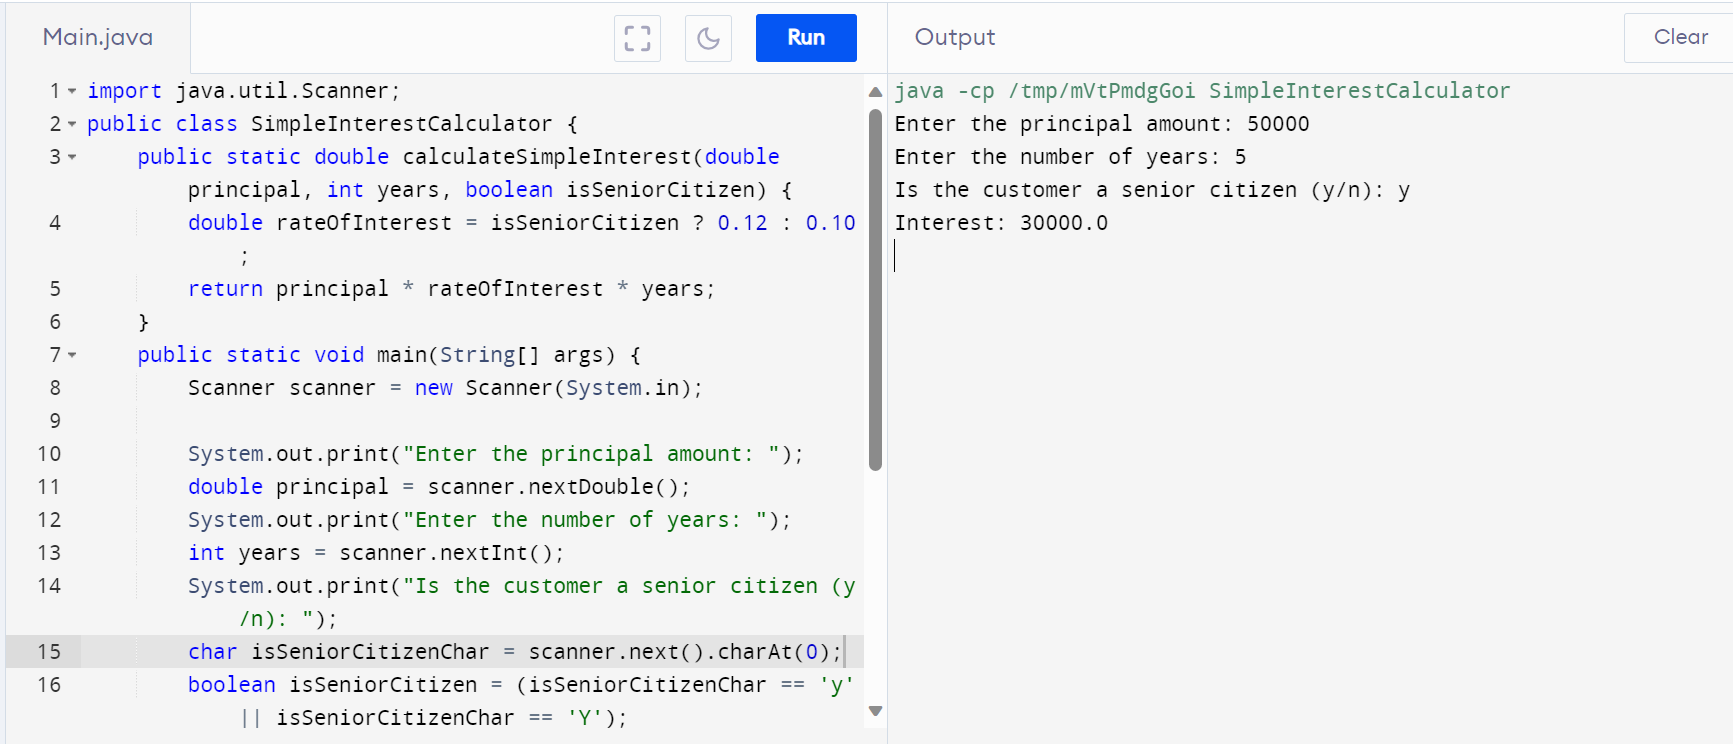 Main.java
Run
Output
Clear
1 import java.util.Scanner;
2 public class SimpleInterestCalculator {
3 public static double calculateSimpleInterest(double
principal, int years, boolean isSeniorCitizen) {
4 double rateOfInterest = isSeniorCitizen ? 0.12 : 0.10
;
5 return principal * rateOfInterest * years;
6 }
7 public static void main(String[] args) {
8 Scanner scanner = new Scanner(System.in);
9
10 System.out.print("Enter the principal amount: ");
11 double principal = scanner.nextDouble();
12 System.out.print("Enter the number of years: ");
13 int years = scanner.nextInt();
14 System.out.print("Is the customer a senior citizen (y
/n): ");
15 char isSeniorCitizenChar = scanner.next().charAt(0);
16 boolean isSeniorCitizen = (isSeniorCitizenChar == 'y'
|| isSeniorCitizenChar == 'Y');
java -cp /tmp/mVtPmdgGoi SimpleInterestCalculator
Enter the principal amount: 50000
Enter the number of years: 5
Is the customer a senior citizen (y/n): y
Interest: 30000.0